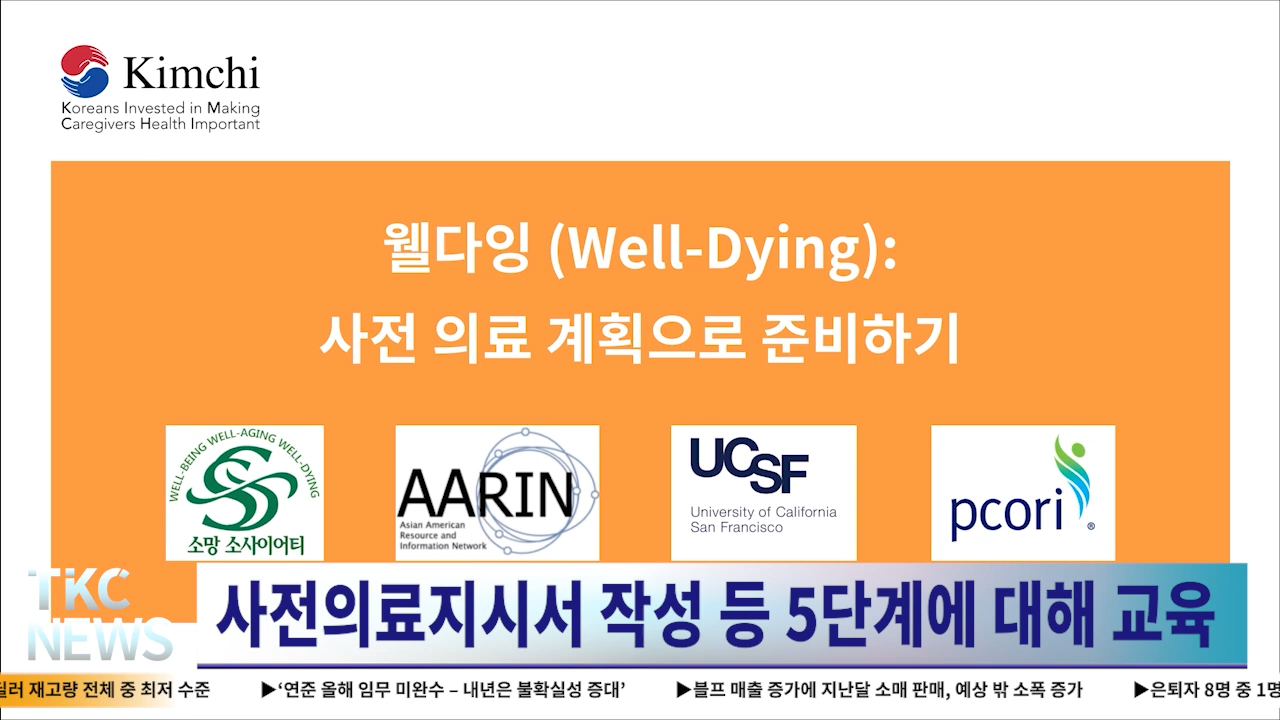 Kimchi
Koreans Invested in Making
Caregivers Health Important
웰다잉 (Well-Dying):
사전 의료 계획으로 준비하기
WELL-BEING WELL-AGING WELL-DYING
소망 소사이어티
AARIN
Asian American
Resource and
Information Network
UCSF
University of California
San Francisco
pcori®
TKC
NEWS
사전의료지시서 작성 등 5단계에 대해 교육
딜러 재고량 전체 중 최저 수준 ▶‘연준 올해 임무 미완수 – 내년은 불확실성 증대’ ▶블프 매출 증가에 지난달 소매 판매, 예상 밖 소폭 증가 ▶은퇴자 8명 중 1명